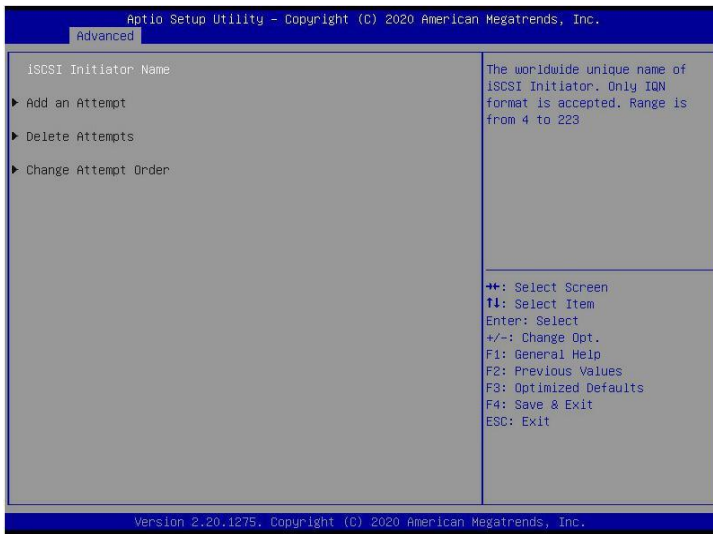 Aptio Setup Utility – Copyright (C) 2020 American Megatrends, Inc.
Advanced
iSCSI Initiator Name
▶ Add an Attempt
▶ Delete Attempts
▶ Change Attempt Order
The worldwide unique name of
iSCSI Initiator. Only IQN
format is accepted. Range is
from 4 to 223
→←: Select Screen
↑↓: Select Item
Enter: Select
+/-: Change Opt.
F1: General Help
F2: Previous Values
F3: Optimized Defaults
F4: Save & Exit
ESC: Exit
Version 2.20.1275. Copyright (C) 2020 American Megatrends, Inc.